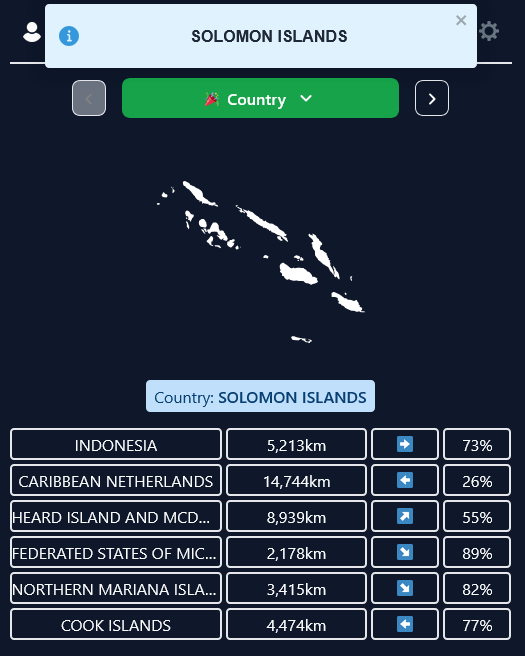 SOLOMON ISLANDS
Country
Country: SOLOMON ISLANDS
INDONESIA 5,213km 73%
CARIBBEAN NETHERLANDS 14,744km 26%
HEARD ISLAND AND MCD... 8,939km 55%
FEDERATED STATES OF MIC... 2,178km 89%
NORTHERN MARIANA ISLA... 3,415km 82%
COOK ISLANDS 4,474km 77%